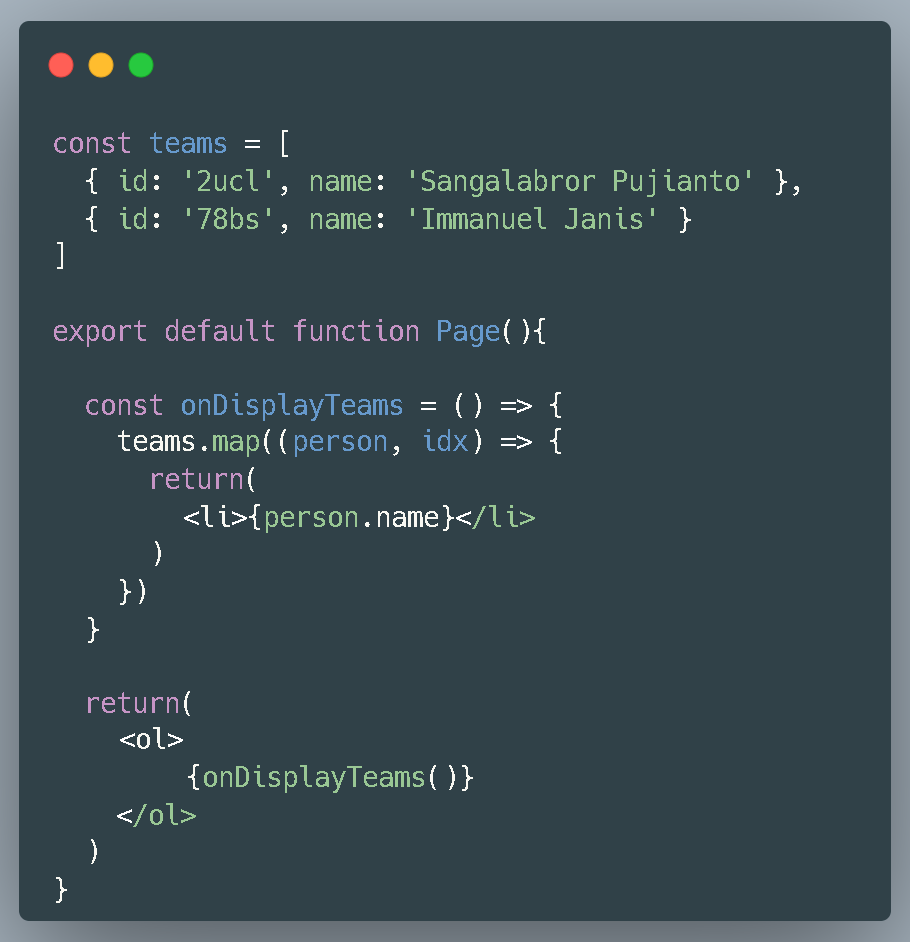 const teams = [
  { id: '2ucl', name: 'Sangalabror Pujianto' },
  { id: '78bs', name: 'Immanuel Janis' }
]

export default function Page(){

  const onDisplayTeams = () => {
    teams.map((person, idx) => {
      return(
        <li>{person.name}</li>
      )
    })
  }

  return(
    <ol>
        {onDisplayTeams()}
    </ol>
  )
}